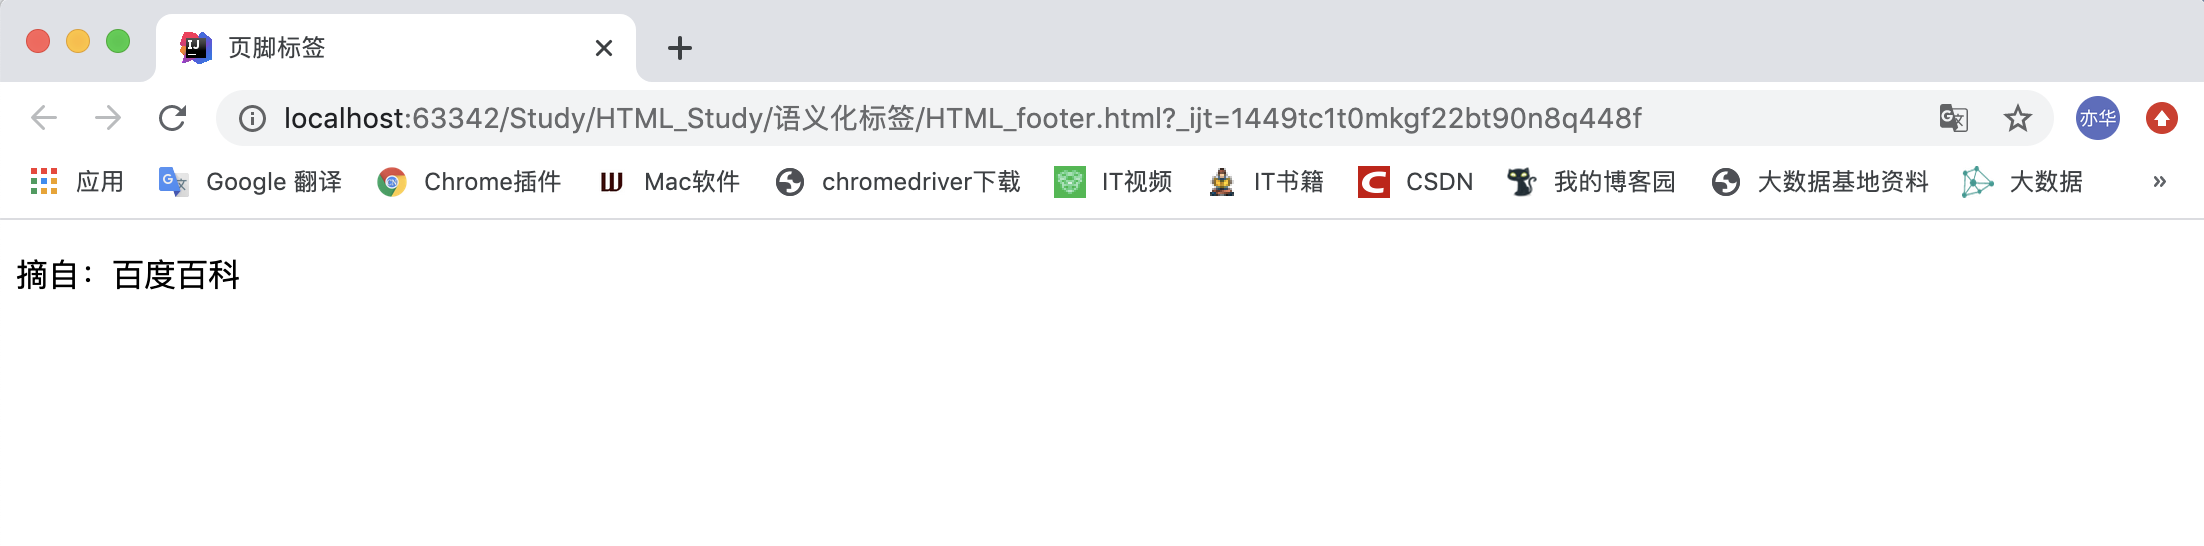 页脚标签
localhost:63342/Study/HTML_Study/语义化标签/HTML_footer.html?_ijt=1449tc1t0mkgf22bt90n8q448f 亦华
应用 Google 翻译 Chrome插件 Mac软件 chromedriver下载 IT视频 IT书籍 CSDN 我的博客园 大数据基地资料 大数据 »
摘自：百度百科